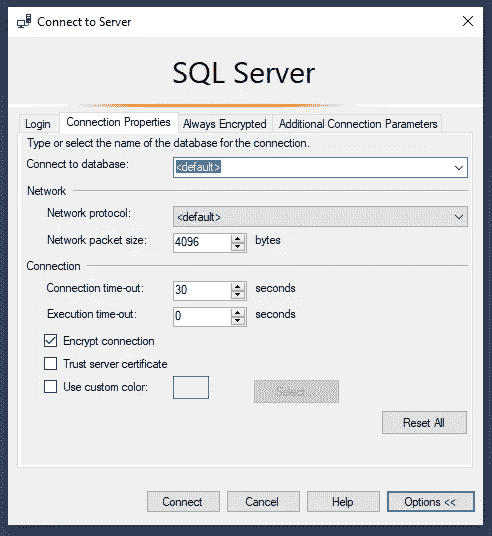 Connect to Server
SQL Server
Login Connection Properties Always Encrypted Additional Connection Parameters
Type or select the name of the database for the connection.
Connect to database: <default>
Network
Network protocol: <default>
Network packet size: 4096 bytes
Connection
Connection time-out: 30 seconds
Execution time-out: 0 seconds
Encrypt connection
Trust server certificate
Use custom color: Select...
Reset All
Connect Cancel Help Options <<